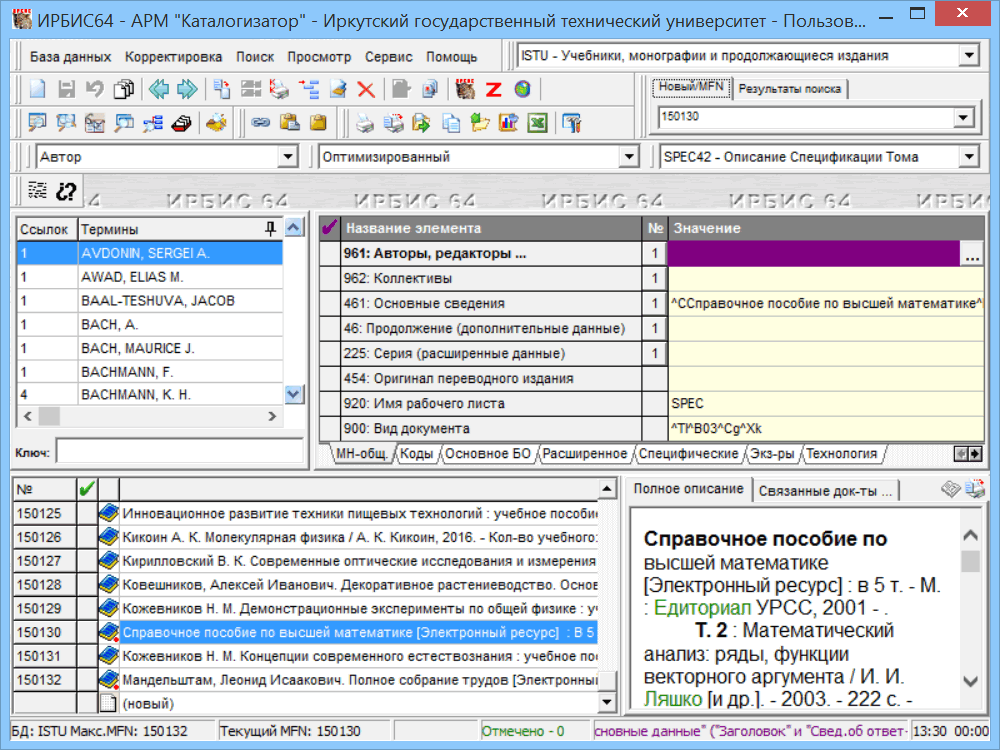 ИРБИС64 - АРМ "Каталогизатор" - Иркутский государственный технический университет - Пользов...
База данных Корректировка Поиск Просмотр Сервис Помощь
ISTU - Учебники, монографии и продолжающиеся издания
Новый/MFN Результаты поиска
150130
Автор
Оптимизированный
SPEC42 - Описание Спецификации Тома
ИРБИС 64 ИРБИС 64 ИРБИС 64 ИРБИС 64
Ссылок Термины
1 AVDONIN, SERGEI A.
1 AWAD, ELIAS M.
1 BAAL-TESHUVA, JACOB
1 BACH, A.
1 BACH, MAURICE J.
1 BACHMANN, F.
4 BACHMANN, K. H.
Ключ:
Название элемента № Значение
961: Авторы, редакторы ... 1 ...
962: Коллективы 1
461: Основные сведения 1 ^CСправочное пособие по высшей математике^
46: Продолжение (дополнительные данные) 1
225: Серия (расширенные данные) 1
454: Оригинал переводного издания
920: Имя рабочего листа SPEC
900: Вид документа ^Tl^B03^Cg^Xk
МН-общ. Коды Основное БО Расширенное Специфические Экз-ры Технология
№
150125 Инновационное развитие техники пищевых технологий : учебное пособи
150126 Кикоин А. К. Молекулярная физика / А. К. Кикоин, 2016. - Кол-во учебного:
150127 Кирилловский В. К. Современные оптические исследования и измерения
150128 Ковешников, Алексей Иванович. Декоративное растениеводство. Основ
150129 Кожевников Н. М. Демонстрационные эксперименты по общей физике : уч
150130 Справочное пособие по высшей математике [Электронный ресурс] : В 5
150131 Кожевников Н. М. Концепции современного естествознания : учебное по
150132 Мандельштам, Леонид Исаакович. Полное собрание трудов [Электронны
(новый)
Полное описание Связанные док-ты ...
Справочное пособие по
высшей математике
[Электронный ресурс] : в 5 т. - М.
: Едиториал УРСС, 2001 - .
Т. 2 : Математический
анализ: ряды, функции
векторного аргумента / И. И.
Ляшко [и др.]. - 2003. - 222 с. -
БД: ISTU Макс.MFN: 150132 Текущий MFN: 150130 Отмечено - 0 сновные данные" ("Заголовок" и "Свед.об ответ- 13:30 00:00